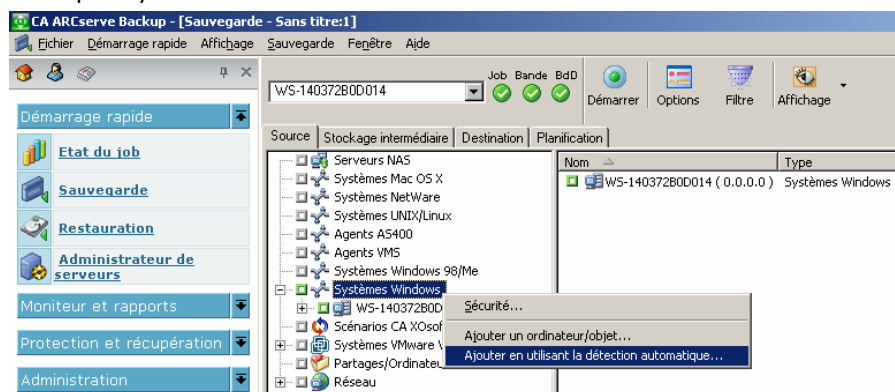 CA ARCserve Backup - [Sauvegarde - Sans titre:1]
Fichier Démarrage rapide Affichage Sauvegarde Fenêtre Aide
WS-140372B0D014
Job Bande BdD
Démarrer Options Filtre Affichage
Démarrage rapide
Etat du job
Sauvegarde
Restauration
Administrateur de
serveurs
Moniteur et rapports
Protection et récupération
Administration
Source Stockage intermédiaire Destination Planification
Serveurs NAS
Systèmes Mac OS X
Systèmes NetWare
Systèmes UNIX/Linux
Agents AS400
Agents VMS
Systèmes Windows 98/Me
Systèmes Windows
WS-140372B0D
Scénarios CA XOsof
Systèmes VMware
Partages/Ordinateu
Réseau
Nom Type
WS-140372B0D014 ( 0.0.0.0 ) Systèmes Windows
Sécurité...
Ajouter un ordinateur/objet...
Ajouter en utilisant la détection automatique...